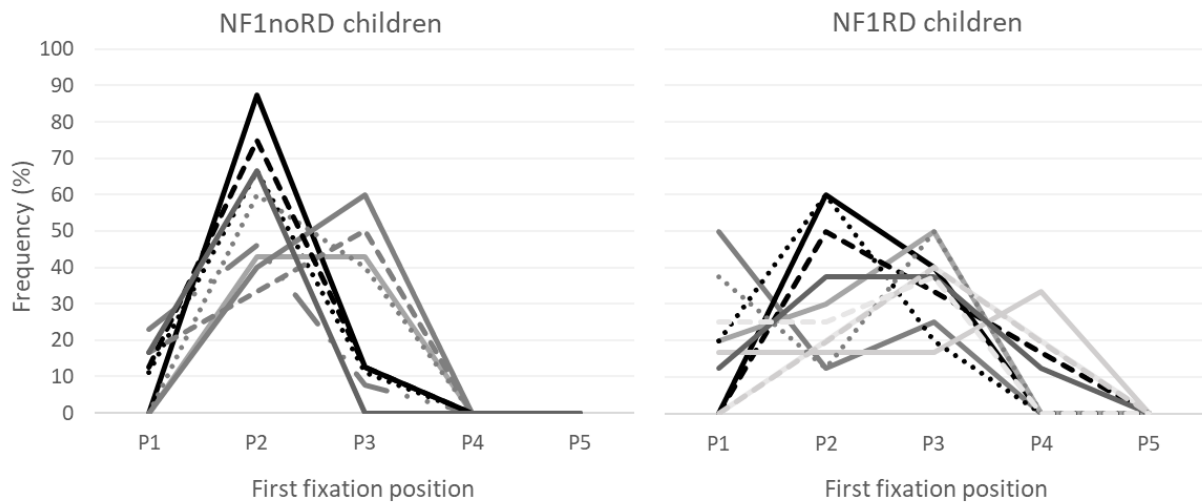 NF1noRD children
NF1RD children
100
90
80
70
60
50
40
30
20
10
0
Frequency (%)
P1 P2 P3 P4 P5
P1 P2 P3 P4 P5
First fixation position
First fixation position